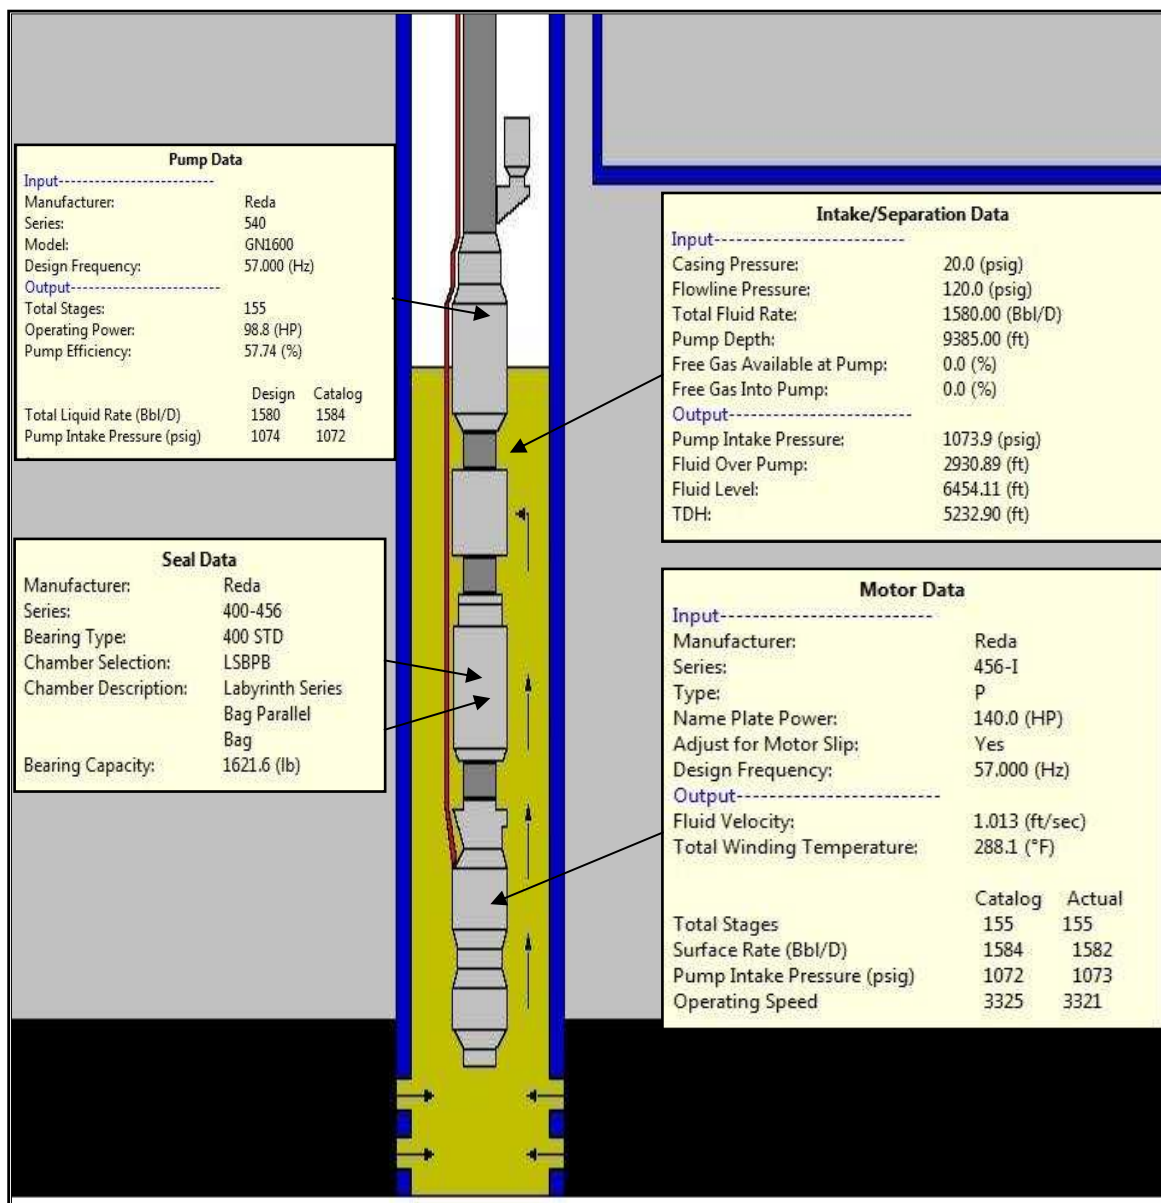 Pump Data
Input--------------------------
Manufacturer: Reda
Series: 540
Model: GN1600
Design Frequency: 57.000 (Hz)
Output-------------------------
Total Stages: 155
Operating Power: 98.8 (HP)
Pump Efficiency: 57.74 (%)
Design Catalog
Total Liquid Rate (Bbl/D) 1580 1584
Pump Intake Pressure (psig) 1074 1072
Intake/Separation Data
Input--------------------------
Casing Pressure: 20.0 (psig)
Flowline Pressure: 120.0 (psig)
Total Fluid Rate: 1580.00 (Bbl/D)
Pump Depth: 9385.00 (ft)
Free Gas Available at Pump: 0.0 (%)
Free Gas Into Pump: 0.0 (%)
Output-------------------------
Pump Intake Pressure: 1073.9 (psig)
Fluid Over Pump: 2930.89 (ft)
Fluid Level: 6454.11 (ft)
TDH: 5232.90 (ft)
Seal Data
Manufacturer: Reda
Series: 400-456
Bearing Type: 400 STD
Chamber Selection: LSBPB
Chamber Description: Labyrinth Series
Bag Parallel
Bag
Bearing Capacity: 1621.6 (lb)
Motor Data
Input--------------------------
Manufacturer: Reda
Series: 456-I
Type: P
Name Plate Power: 140.0 (HP)
Adjust for Motor Slip: Yes
Design Frequency: 57.000 (Hz)
Output--------------------------
Fluid Velocity: 1.013 (ft/sec)
Total Winding Temperature: 288.1 (°F)
Catalog Actual
Total Stages 155 155
Surface Rate (Bbl/D) 1584 1582
Pump Intake Pressure (psig) 1072 1073
Operating Speed 3325 3321